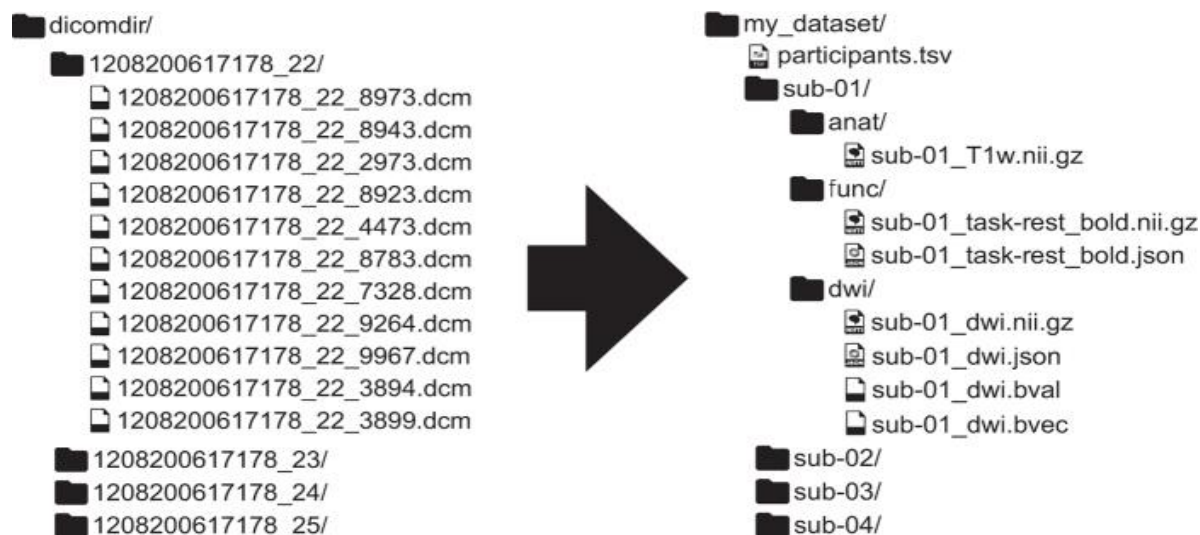 dicomdir/
1208200617178_22/
1208200617178_22_8973.dcm
1208200617178_22_8943.dcm
1208200617178_22_2973.dcm
1208200617178_22_8923.dcm
1208200617178_22_4473.dcm
1208200617178_22_8783.dcm
1208200617178_22_7328.dcm
1208200617178_22_9264.dcm
1208200617178_22_9967.dcm
1208200617178_22_3894.dcm
1208200617178_22_3899.dcm
1208200617178_23/
1208200617178_24/
1208200617178_25/
my_dataset/
participants.tsv
sub-01/
anat/
sub-01_T1w.nii.gz
func/
sub-01_task-rest_bold.nii.gz
sub-01_task-rest_bold.json
dwi/
sub-01_dwi.nii.gz
sub-01_dwi.json
sub-01_dwi.bval
sub-01_dwi.bvec
sub-02/
sub-03/
sub-04/